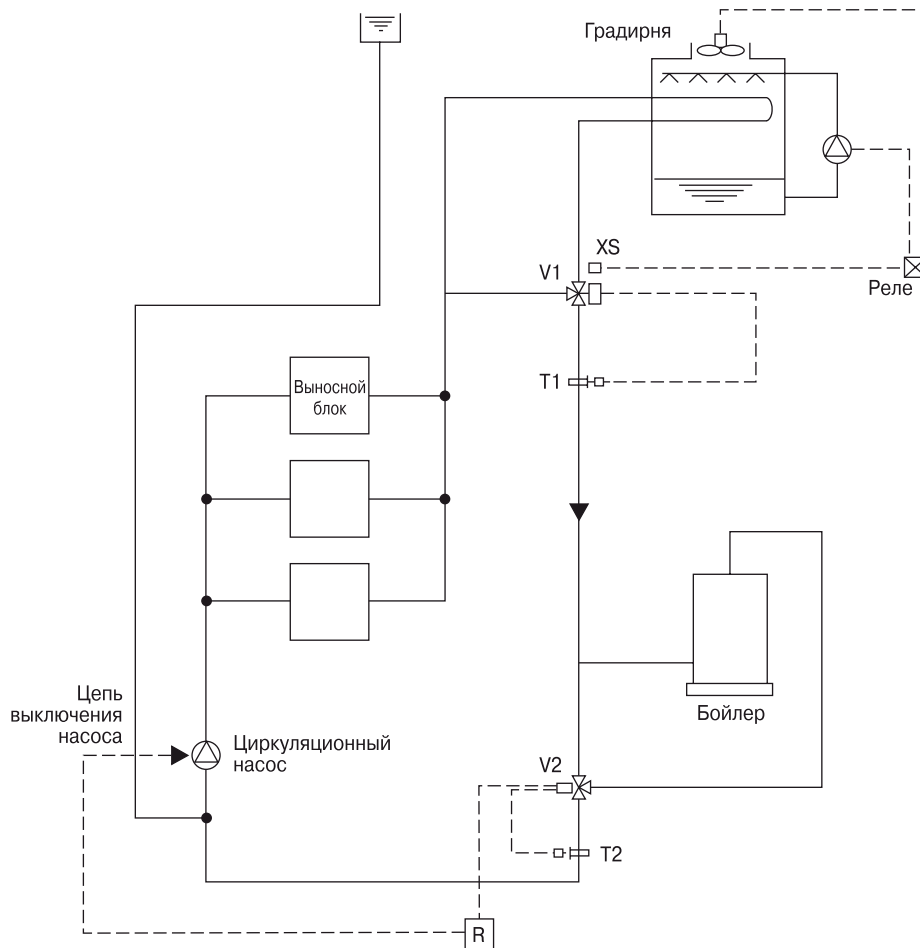 Градирня
XS
V1
Реле
T1
Выносной
блок
Цепь
выключения
насоса
Бойлер
Циркуляционный
насос
V2
T2
R